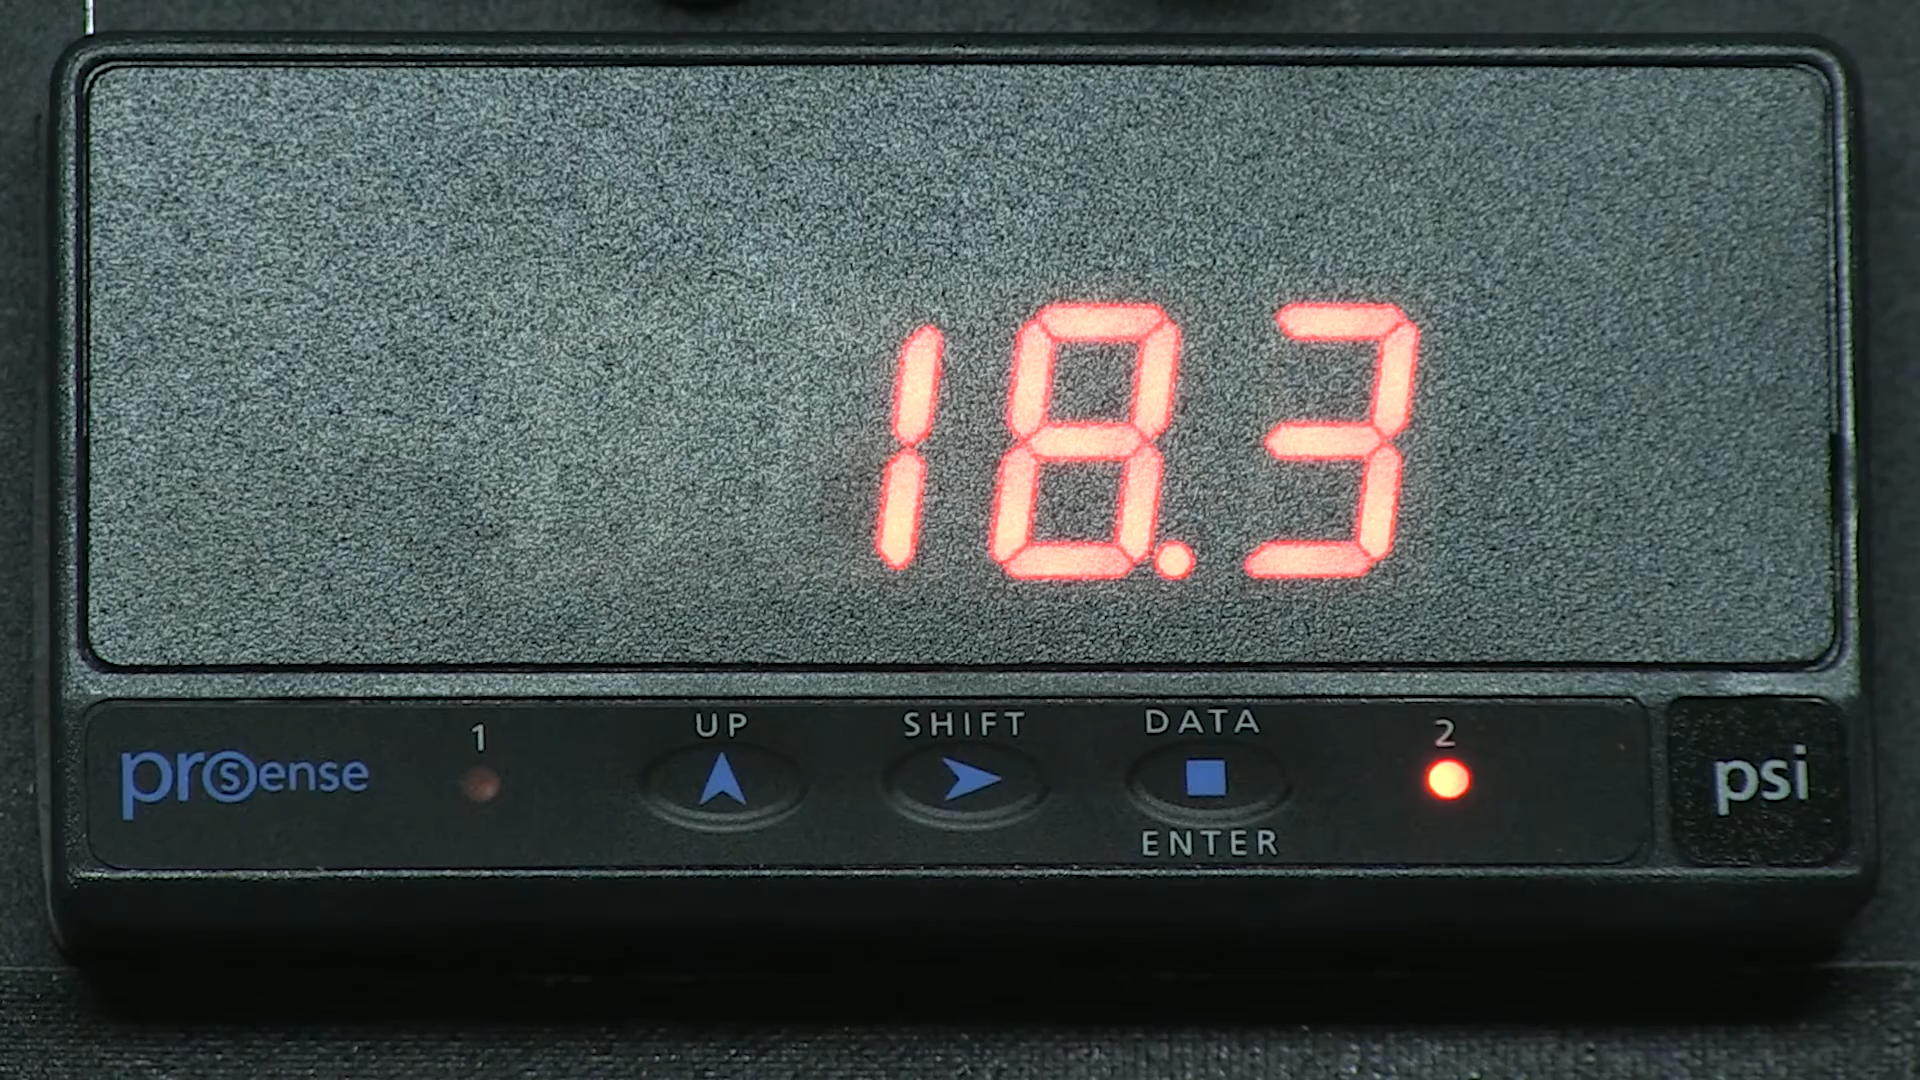 18.3
prosense
1
UP
SHIFT
DATA
2
psi
ENTER